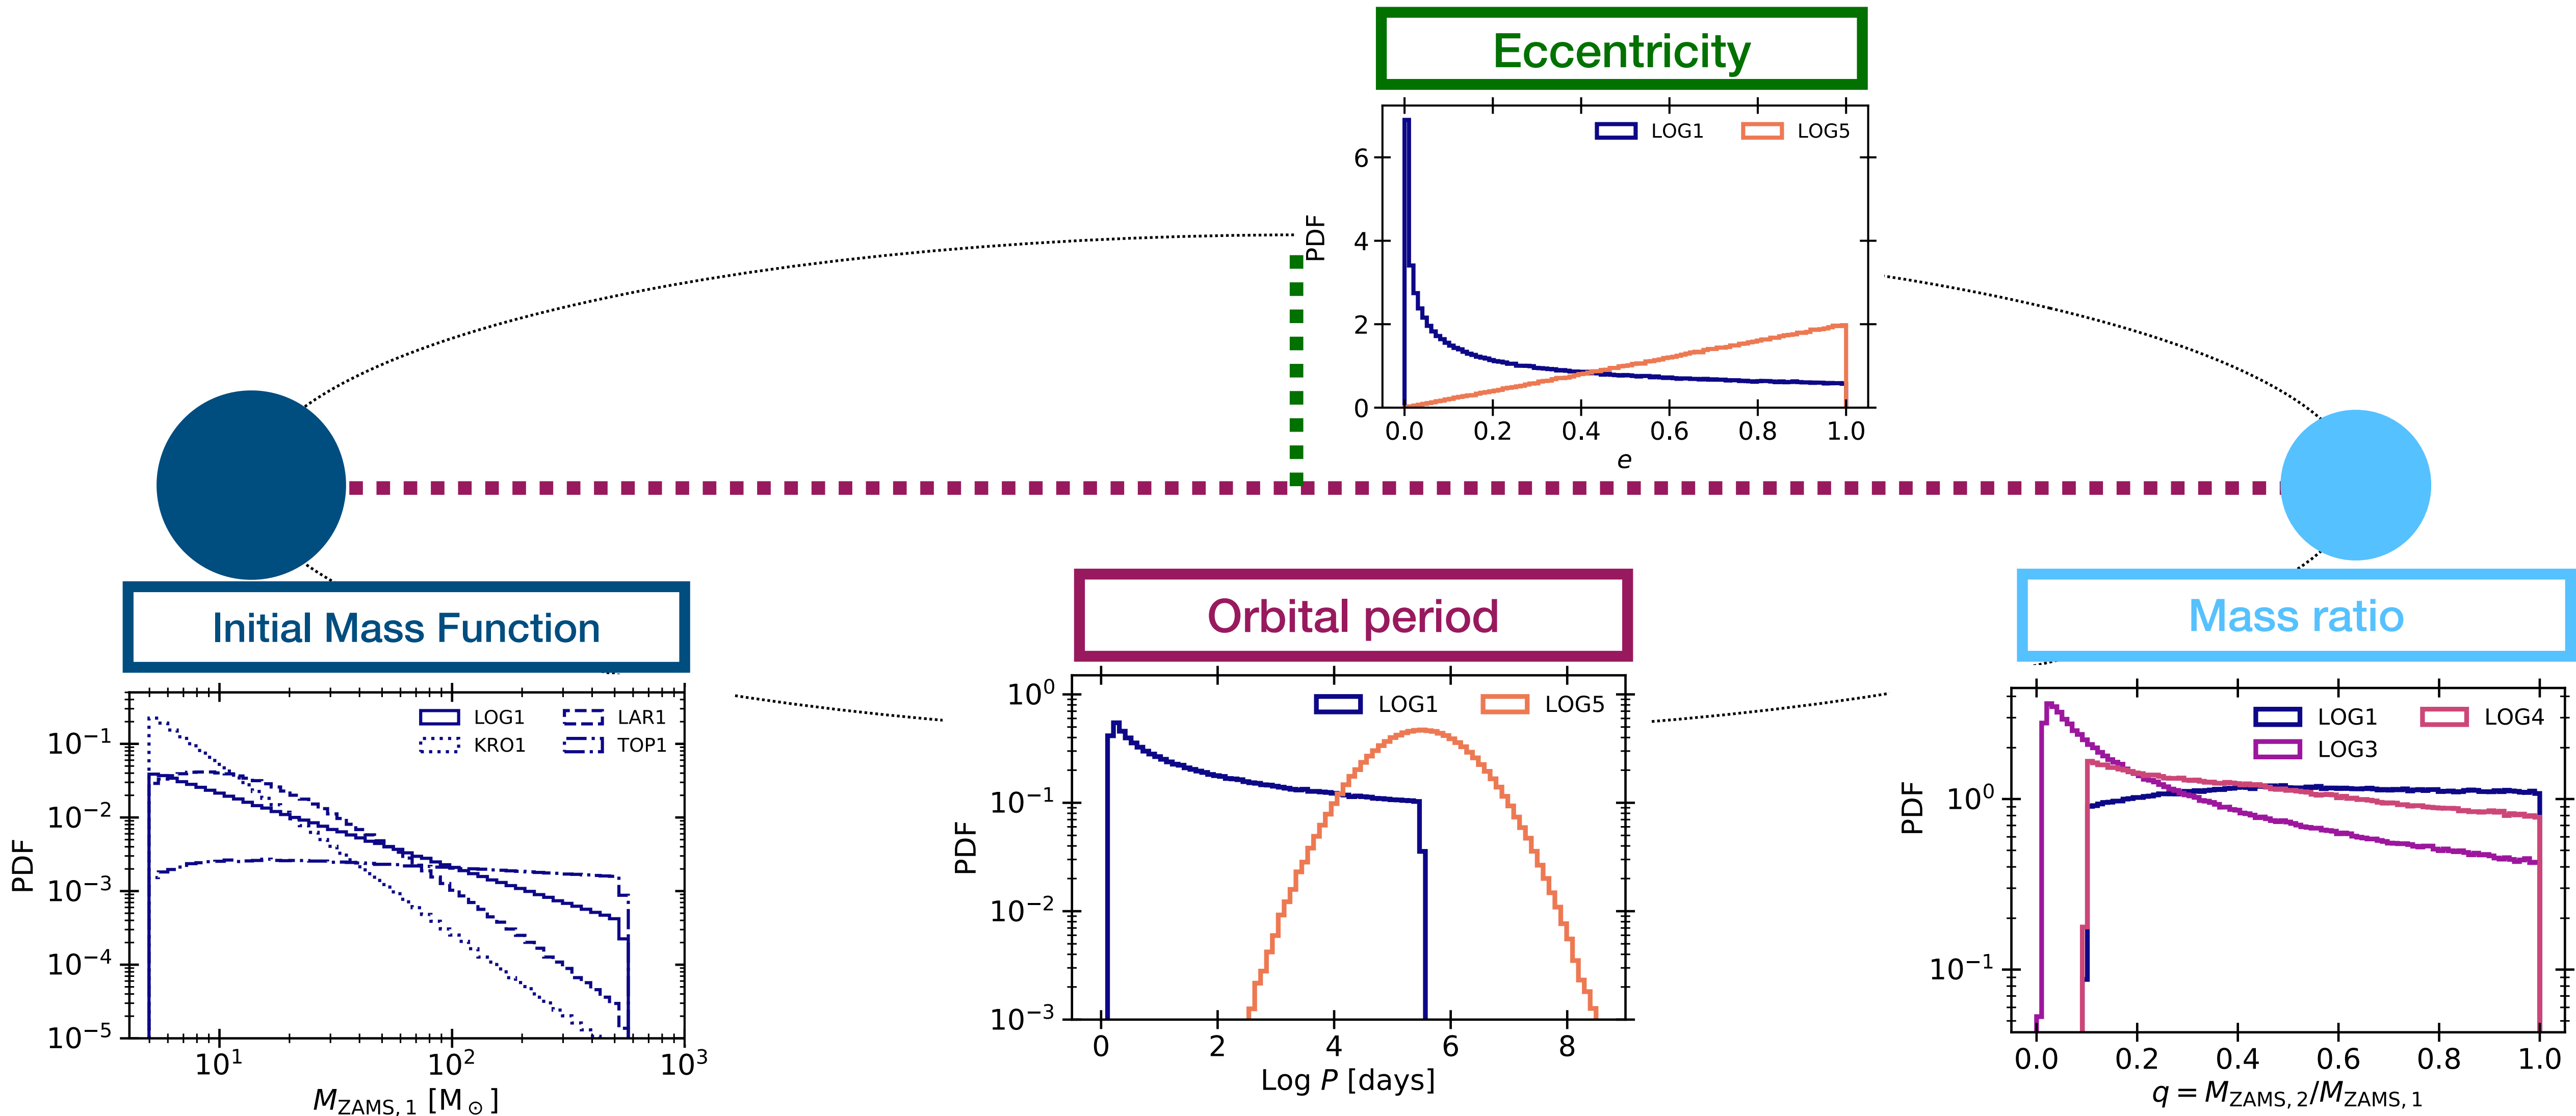 Eccentricity
LOG1 LOG5
PDF
6
4
2
0
0.0 0.2 0.4 0.6 0.8 1.0
e
Initial Mass Function
LOG1 LAR1
KRO1 TOP1
PDF
10⁻¹
10⁻²
10⁻³
10⁻⁴
10⁻⁵
10¹ 10² 10³
M_ZAMS, 1 [M_⊙]
Orbital period
LOG1 LOG5
PDF
10⁰
10⁻¹
10⁻²
10⁻³
0 2 4 6 8
Log P [days]
Mass ratio
LOG1 LOG4
LOG3
PDF
10⁰
10⁻¹
0.0 0.2 0.4 0.6 0.8 1.0
q = M_ZAMS, 2/M_ZAMS, 1